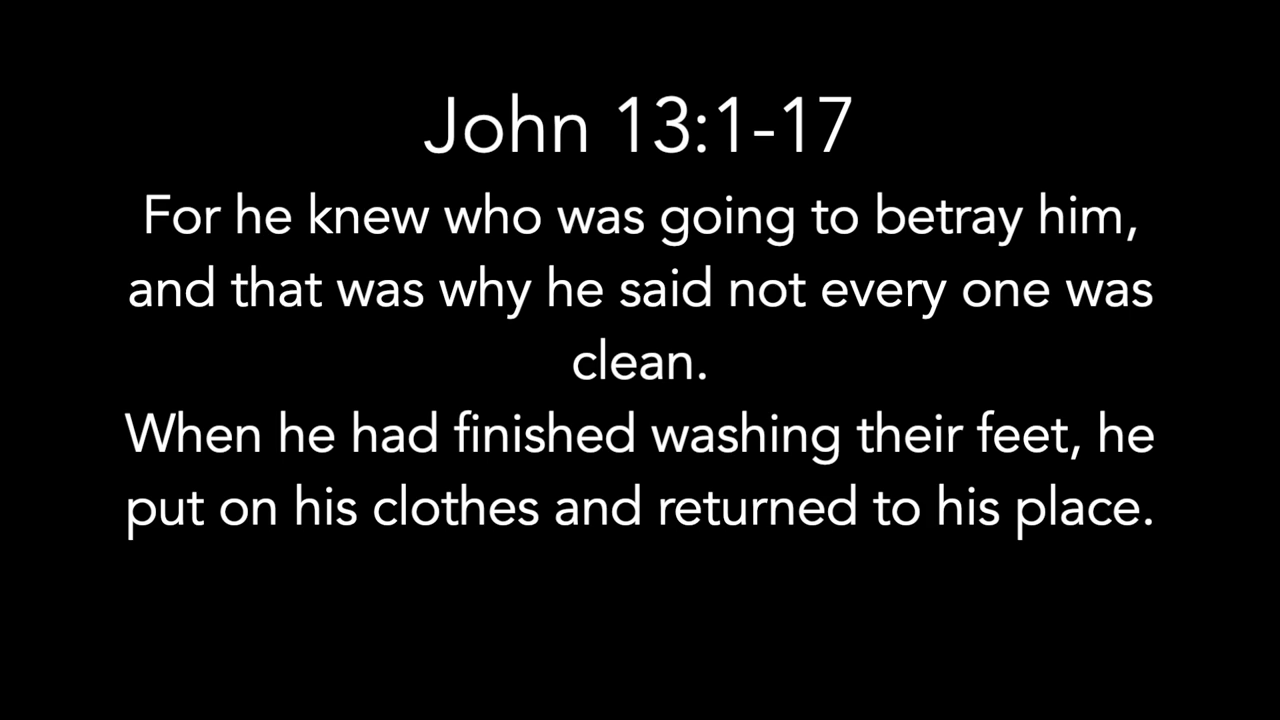 John 13:1-17
For he knew who was going to betray him,
and that was why he said not every one was
clean.
When he had finished washing their feet, he
put on his clothes and returned to his place.